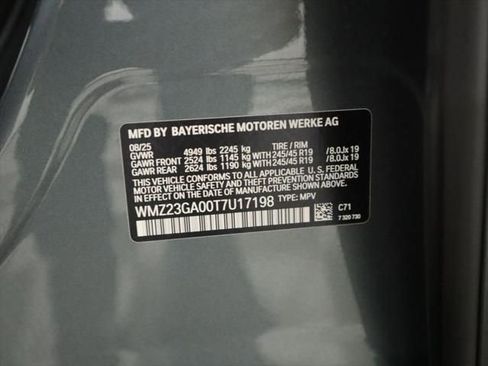 MFD BY BAYERISCHE MOTOREN WERKE AG
08/25 TIRE / RIM
GVWR 4949 lbs 2245 kg
GAWR FRONT 2524 lbs 1145 kg WITH 245/45 R19 /8.0Jx 19
GAWR REAR 2624 lbs 1190 kg WITH 245/45 R19 /8.0Jx 19
THIS VEHICLE CONFORMS TO ALL APPLICABLE U.S. FEDERAL
MOTOR VEHICLE SAFETY STANDARDS IN EFFECT ON THE
DATE OF MANUFACTURE SHOWN ABOVE.
WMZ23GA00T7U17198 TYPE: MPV C71
7 320 730